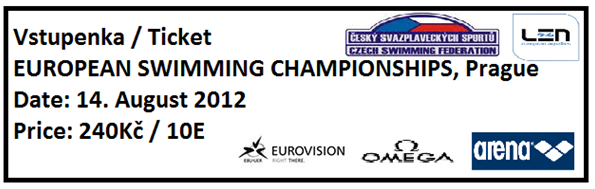 Vstupenka / Ticket
ČESKÝ SVAZ PLAVECKÝCH SPORTŮ
CZECH SWIMMING FEDERATION
LEN
EUROPEAN SWIMMING CHAMPIONSHIPS, Prague
Date: 14. August 2012
Price: 240Kč / 10E
EBU·UER
EUROVISION
RIGHT THERE.
OMEGA
arena